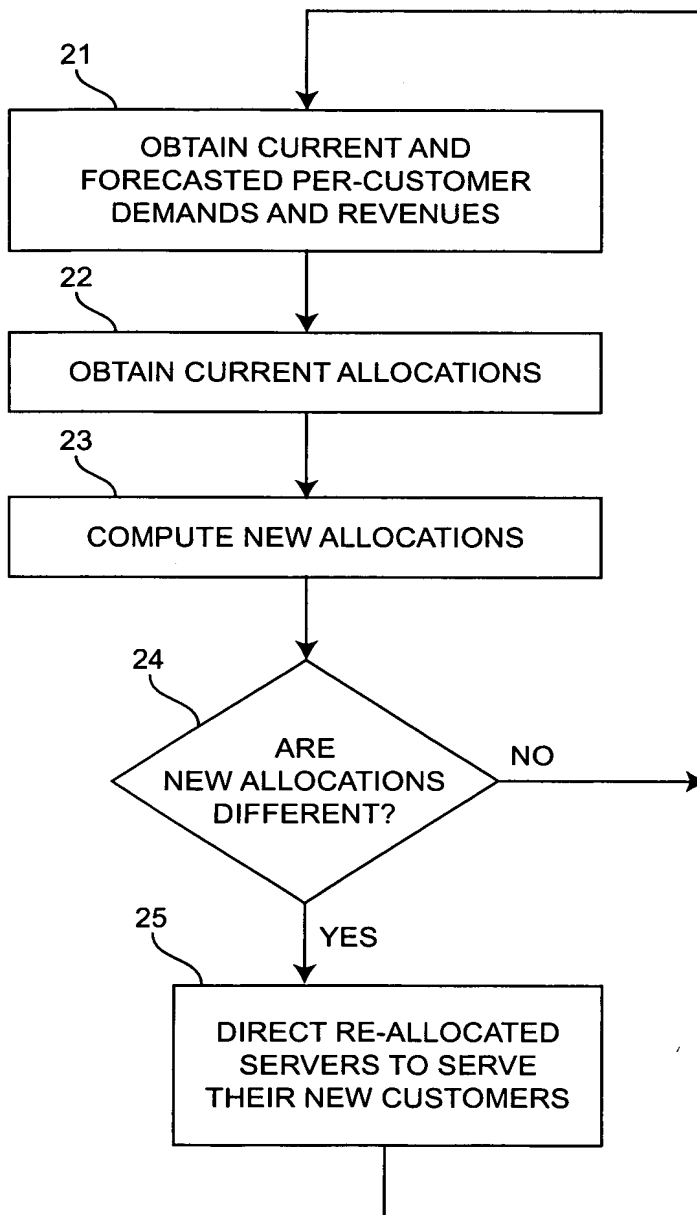 21
OBTAIN CURRENT AND
FORECASTED PER-CUSTOMER
DEMANDS AND REVENUES
22
OBTAIN CURRENT ALLOCATIONS
23
COMPUTE NEW ALLOCATIONS
24
ARE
NEW ALLOCATIONS
DIFFERENT?
NO
YES
25
DIRECT RE-ALLOCATED
SERVERS TO SERVE
THEIR NEW CUSTOMERS